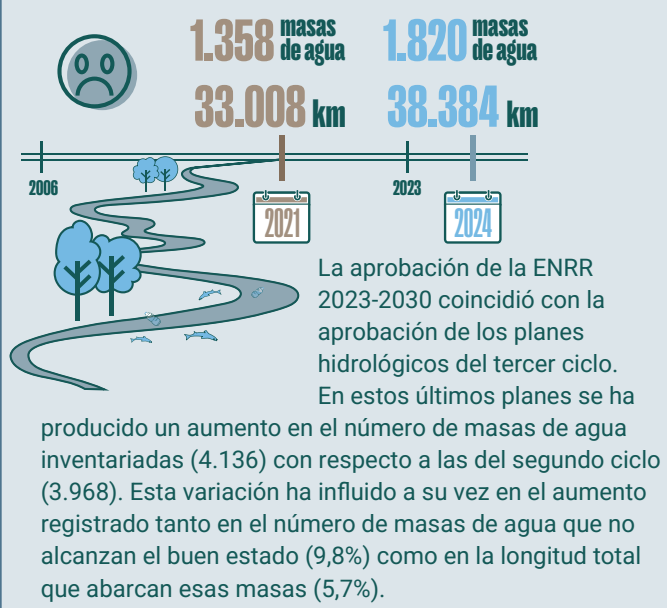 1.358 masas de agua
1.820 masas de agua
33.008 km
38.384 km
2006
2023
2021
2024
La aprobación de la ENRR
2023-2030 coincidió con la
aprobación de los planes
hidrológicos del tercer ciclo.
En estos últimos planes se ha
producido un aumento en el número de masas de agua
inventariadas (4.136) con respecto a las del segundo ciclo
(3.968). Esta variación ha influido a su vez en el aumento
registrado tanto en el número de masas de agua que no
alcanzan el buen estado (9,8%) como en la longitud total
que abarcan esas masas (5,7%).